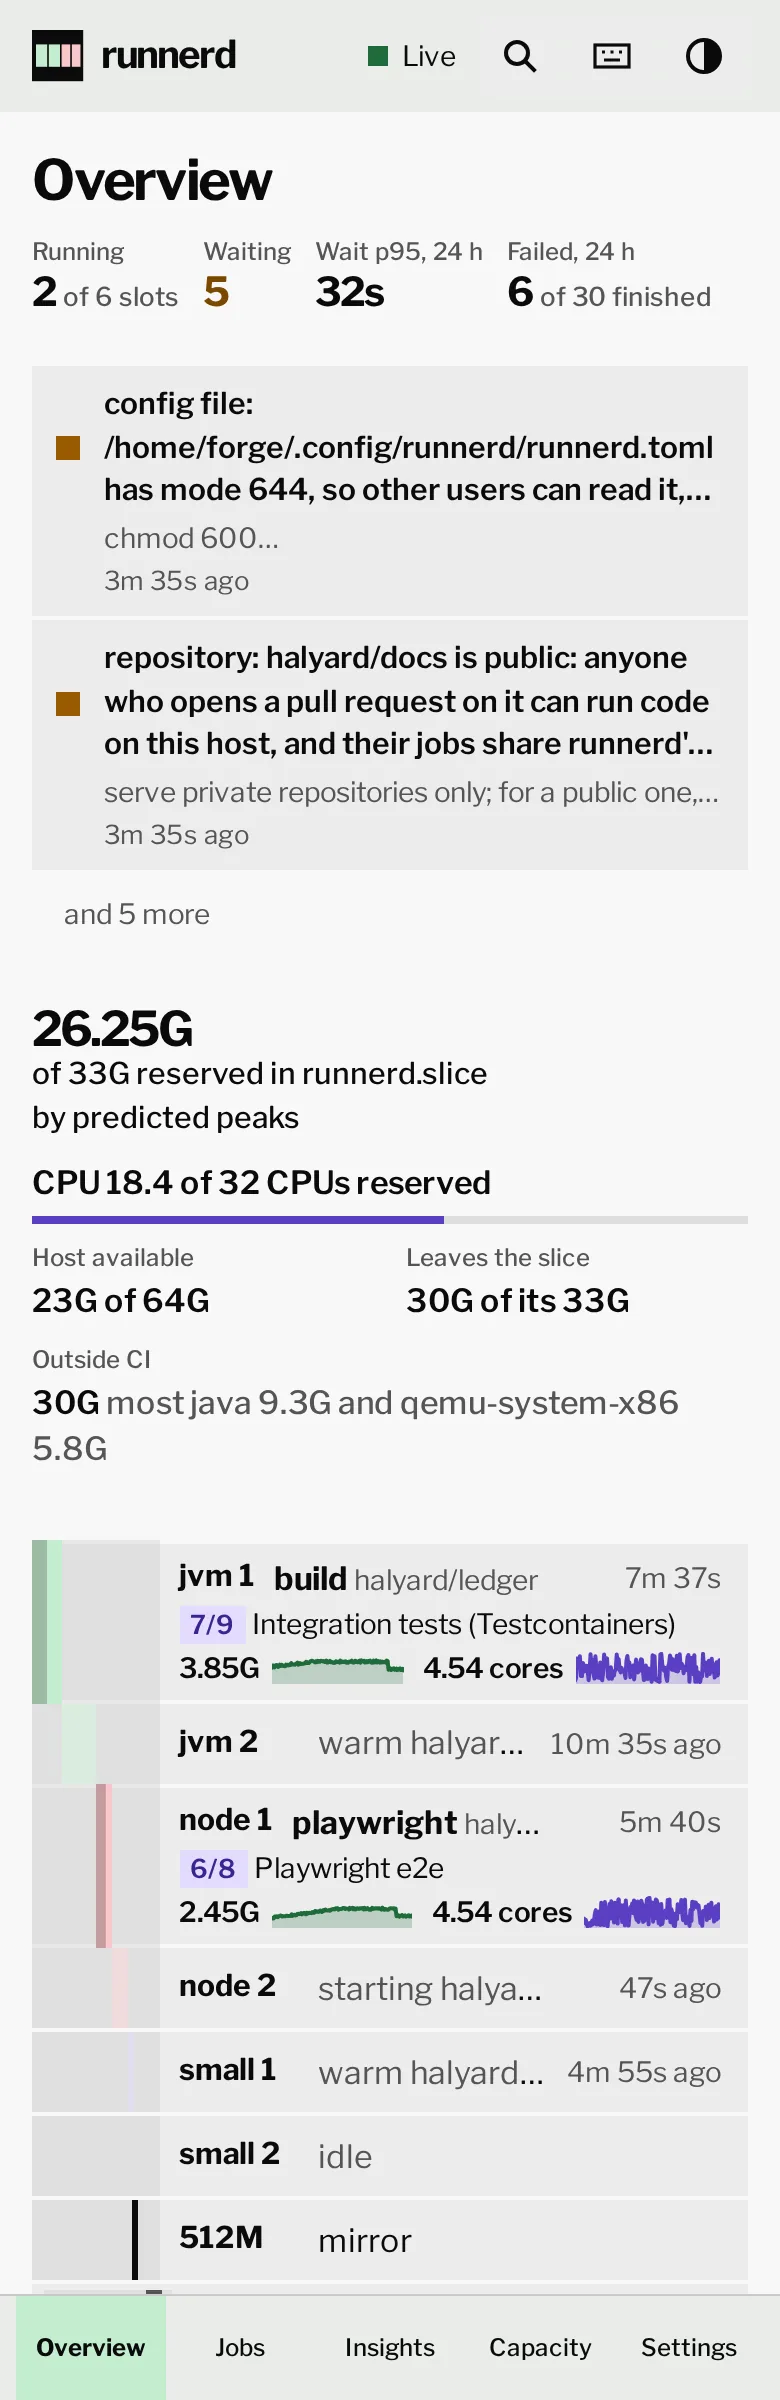 runnerd
Live
Overview
Running
2 of 6 slots
Waiting
5
Wait p95, 24 h
32s
Failed, 24 h
6 of 30 finished
config file:
/home/forge/.config/runnerd/runnerd.toml
has mode 644, so other users can read it,...
chmod 600...
3m 35s ago
repository: halyard/docs is public: anyone
who opens a pull request on it can run code
on this host, and their jobs share runnerd'...
serve private repositories only; for a public one,...
3m 35s ago
and 5 more
26.25G
of 33G reserved in runnerd.slice
by predicted peaks
CPU 18.4 of 32 CPUs reserved
Host available
23G of 64G
Leaves the slice
30G of its 33G
Outside CI
30G most java 9.3G and qemu-system-x86
5.8G
jvm 1 build halyard/ledger 7m 37s
7/9 Integration tests (Testcontainers)
3.85G 4.54 cores
jvm 2 warm halyar... 10m 35s ago
node 1 playwright haly... 5m 40s
6/8 Playwright e2e
2.45G 4.54 cores
node 2 starting halya... 47s ago
small 1 warm halyard... 4m 55s ago
small 2 idle
512M mirror
Overview Jobs Insights Capacity Settings